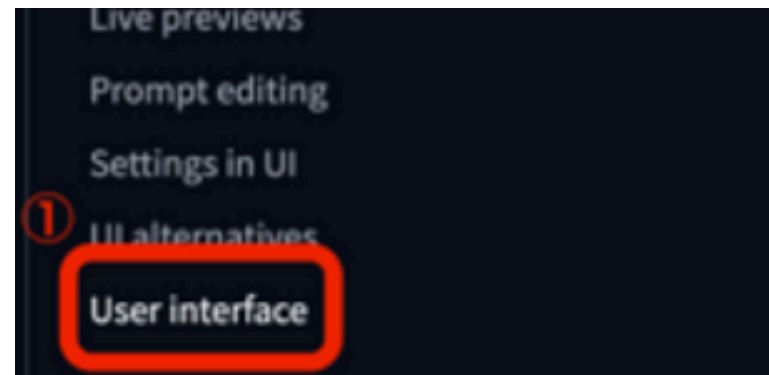 Live previews
Prompt editing
Settings in UI
①
UI alternatives
User interface